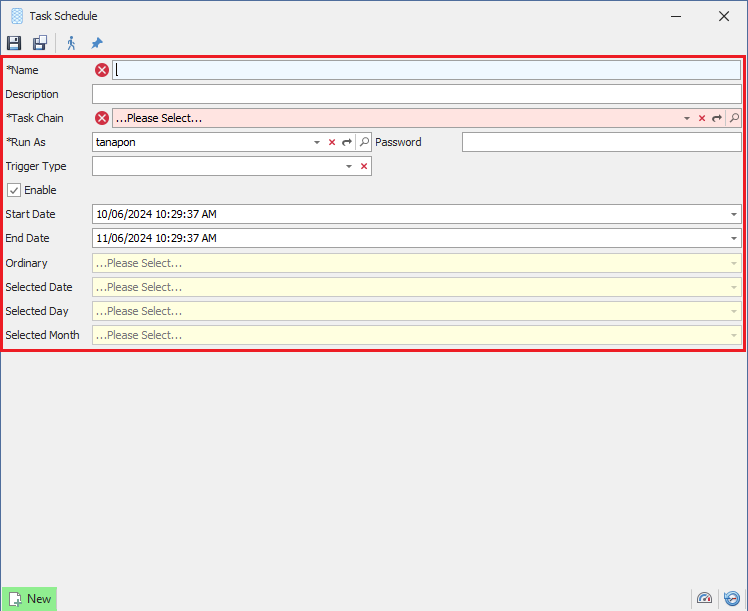 Task Schedule
*Name
Description
*Task Chain ...Please Select...
*Run As tanapon Password
Trigger Type
Enable
Start Date 10/06/2024 10:29:37 AM
End Date 11/06/2024 10:29:37 AM
Ordinary ...Please Select...
Selected Date ...Please Select...
Selected Day ...Please Select...
Selected Month ...Please Select...
New